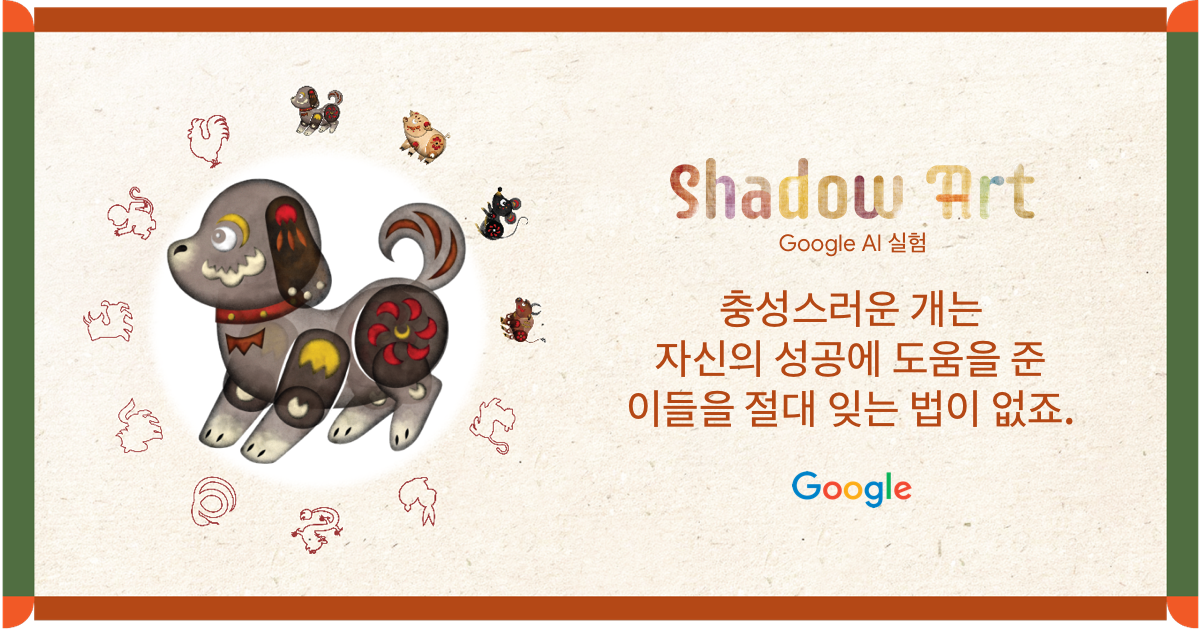 Shadow Art
Google AI 실험
충성스러운 개는
자신의 성공에 도움을 준
이들을 절대 잊는 법이 없죠.
Google